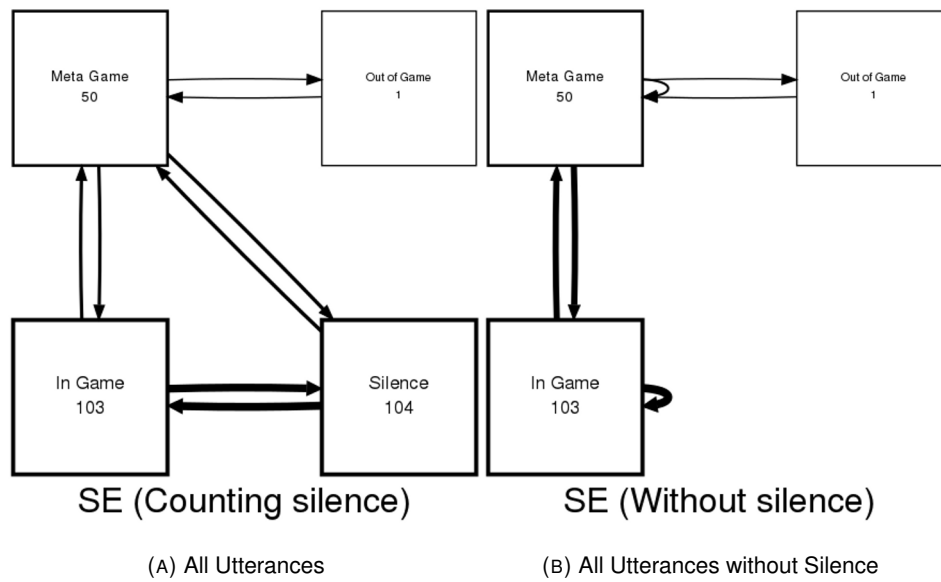 Meta Game
50
Out of Game
1
In Game
103
Silence
104
SE (Counting silence)
(A) All Utterances
Meta Game
50
Out of Game
1
In Game
103
SE (Without silence)
(B) All Utterances without Silence